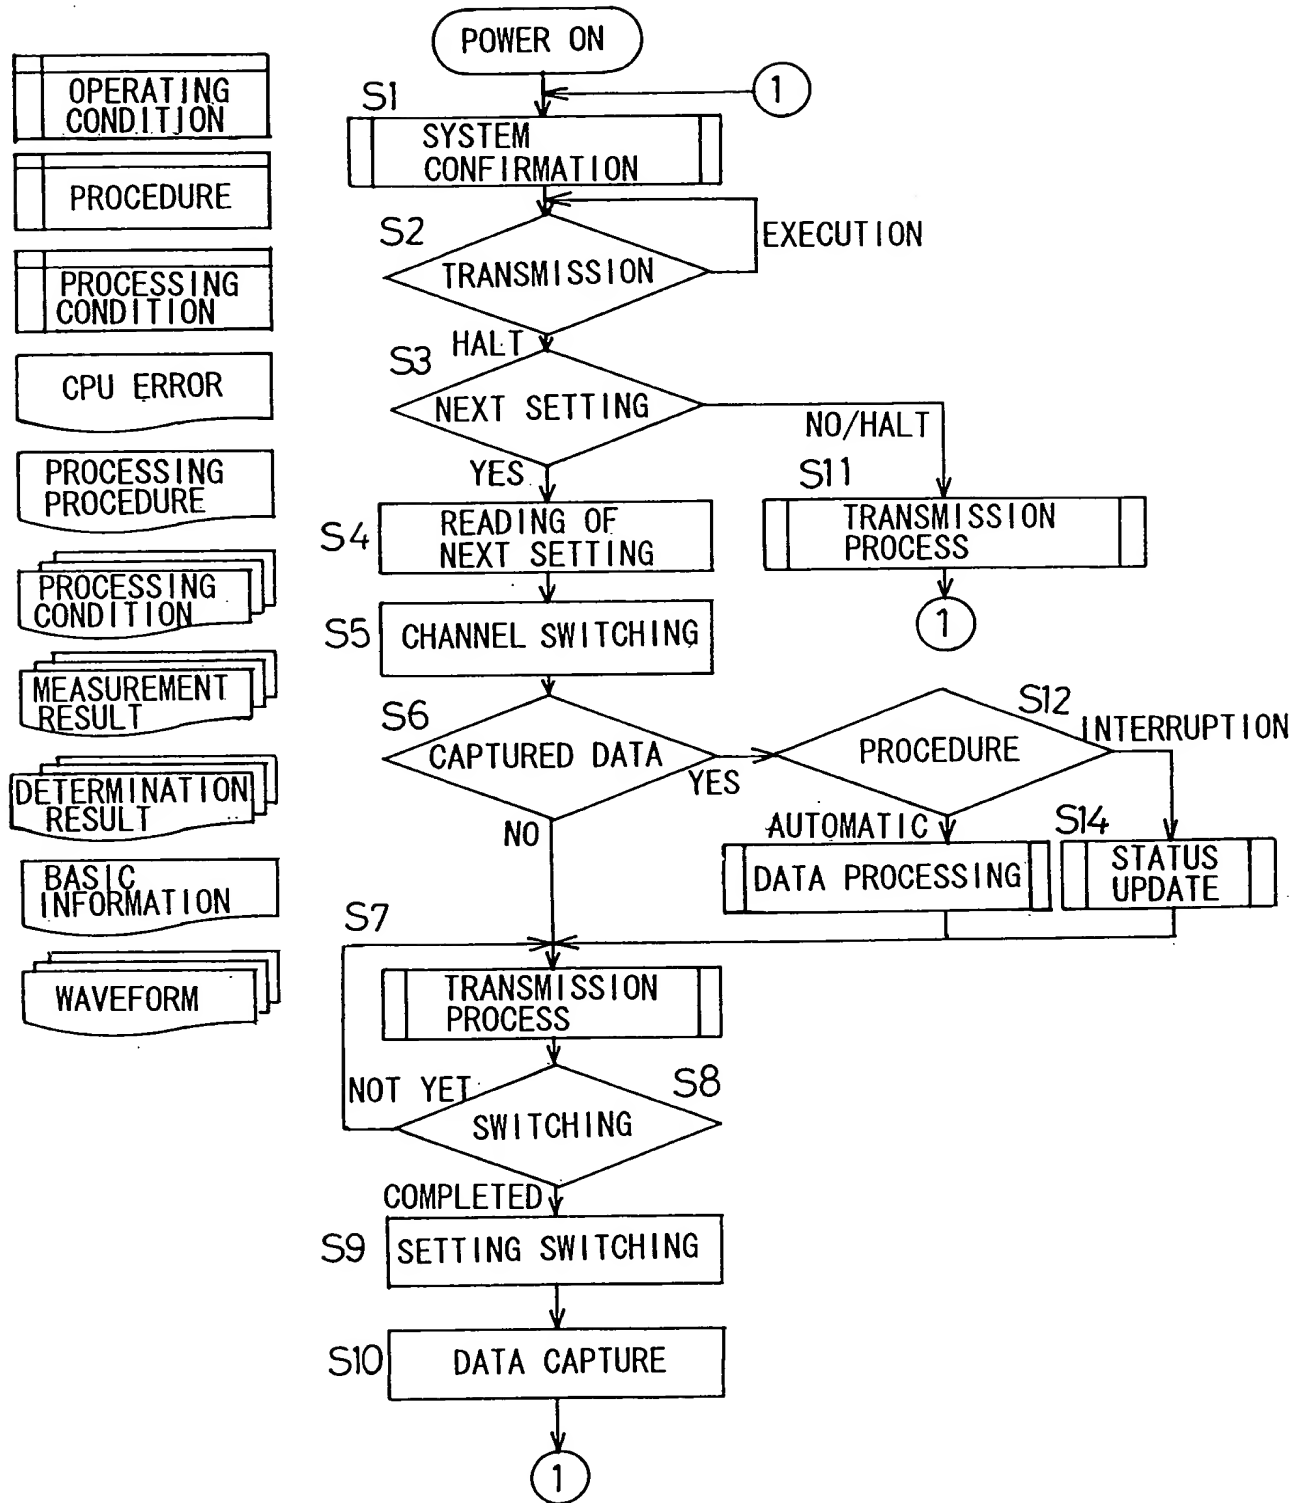 OPERATING
CONDITION
PROCEDURE
PROCESSING
CONDITION
CPU ERROR
PROCESSING
PROCEDURE
PROCESSING
CONDITION
MEASUREMENT
RESULT
DETERMINATION
RESULT
BASIC
INFORMATION
WAVEFORM
POWER ON
1
S1
SYSTEM
CONFIRMATION
S2
TRANSMISSION
EXECUTION
HALT
S3
NEXT SETTING
NO/HALT
YES
S11
TRANSMISSION
PROCESS
1
S4
READING OF
NEXT SETTING
S5
CHANNEL SWITCHING
S6
CAPTURED DATA
YES
NO
S12
PROCEDURE
INTERRUPTION
AUTOMATIC
DATA PROCESSING
S14
STATUS
UPDATE
S7
TRANSMISSION
PROCESS
NOT YET
S8
SWITCHING
COMPLETED
S9
SETTING SWITCHING
S10
DATA CAPTURE
1